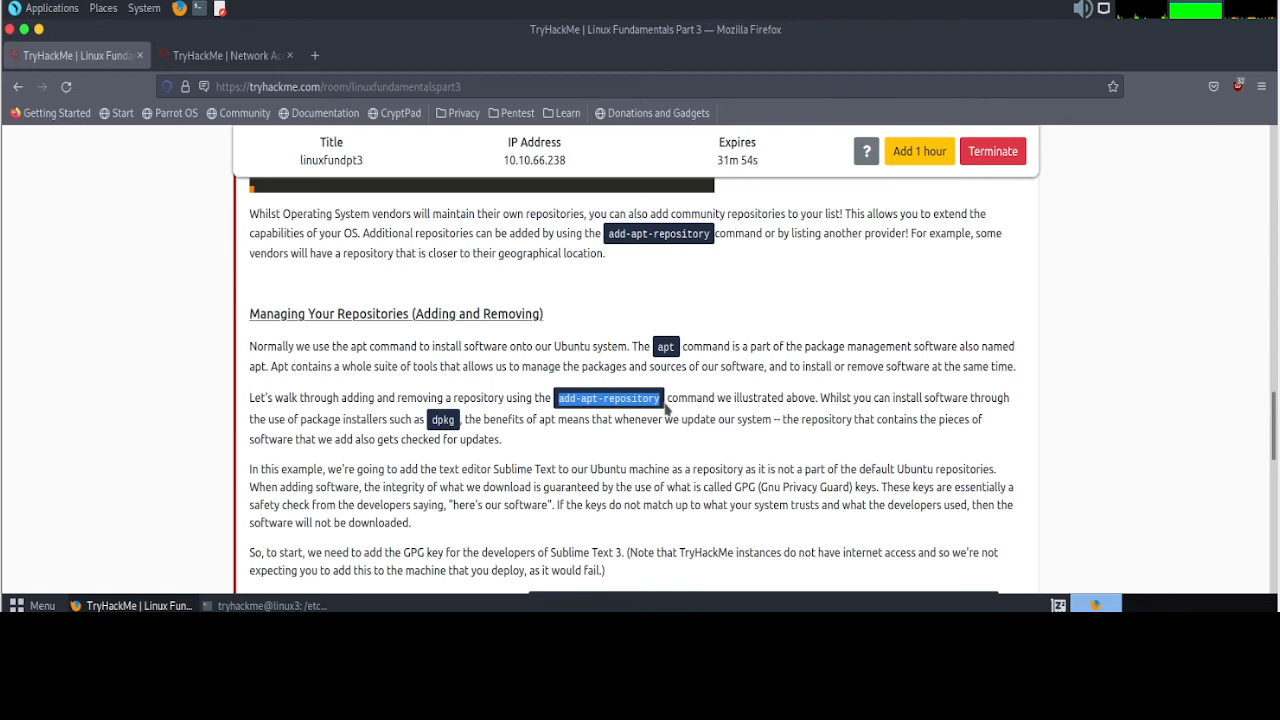 Applications Places System
TryHackMe | Linux Fundamentals Part 3 — Mozilla Firefox
TryHackMe | Linux Funda × TryHackMe | Network Ac × +
https://tryhackme.com/room/linuxfundamentalspart3
32
Getting Started Start Parrot OS Community Documentation CryptPad Privacy Pentest Learn Donations and Gadgets
Title IP Address Expires
linuxfundpt3 10.10.66.238 31m 54s
? Add 1 hour Terminate
Whilst Operating System vendors will maintain their own repositories, you can also add community repositories to your list! This allows you to extend the
capabilities of your OS. Additional repositories can be added by using the add-apt-repository command or by listing another provider! For example, some
vendors will have a repository that is closer to their geographical location.
Managing Your Repositories (Adding and Removing)
Normally we use the apt command to install software onto our Ubuntu system. The apt command is a part of the package management software also named
apt. Apt contains a whole suite of tools that allows us to manage the packages and sources of our software, and to install or remove software at the same time.
Let's walk through adding and removing a repository using the add-apt-repository command we illustrated above. Whilst you can install software through
the use of package installers such as dpkg, the benefits of apt means that whenever we update our system -- the repository that contains the pieces of
software that we add also gets checked for updates.
In this example, we're going to add the text editor Sublime Text to our Ubuntu machine as a repository as it is not a part of the default Ubuntu repositories.
When adding software, the integrity of what we download is guaranteed by the use of what is called GPG (Gnu Privacy Guard) keys. These keys are essentially a
safety check from the developers saying, "here's our software". If the keys do not match up to what your system trusts and what the developers used, then the
software will not be downloaded.
So, to start, we need to add the GPG key for the developers of Sublime Text 3. (Note that TryHackMe instances do not have internet access and so we're not
expecting you to add this to the machine that you deploy, as it would fail.)
Menu TryHackMe | Linux Fun... tryhackme@linux3: /etc...